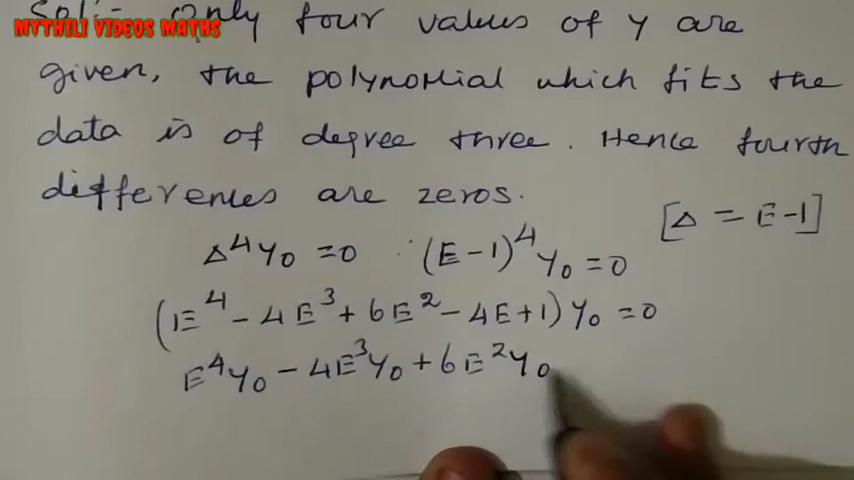 Sol:- Only four values of y are
MYTHILI VIDEOS MATHS
given, the polynomial which fits the
data is of degree three. Hence fourth
differences are zeros.
[Δ = E-1]
Δ⁴y₀ = 0 ∴ (E-1)⁴ y₀ = 0
(E⁴ - 4E³ + 6E² - 4E + 1) y₀ = 0
E⁴y₀ - 4E³y₀ + 6E²y₀